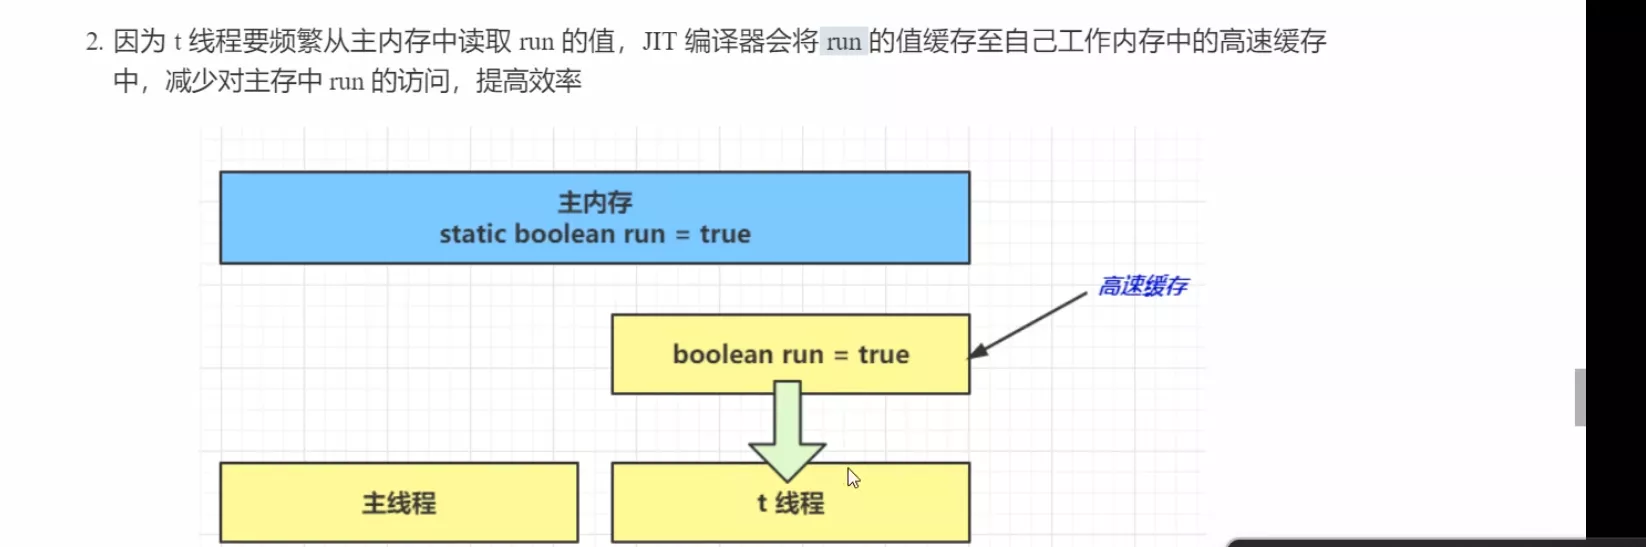 2. 因为 t 线程要频繁从主内存中读取 run 的值，JIT 编译器会将 run 的值缓存至自己工作内存中的高速缓存
中，减少对主存中 run 的访问，提高效率
主内存
static boolean run = true
高速缓存
boolean run = true
主线程
t 线程